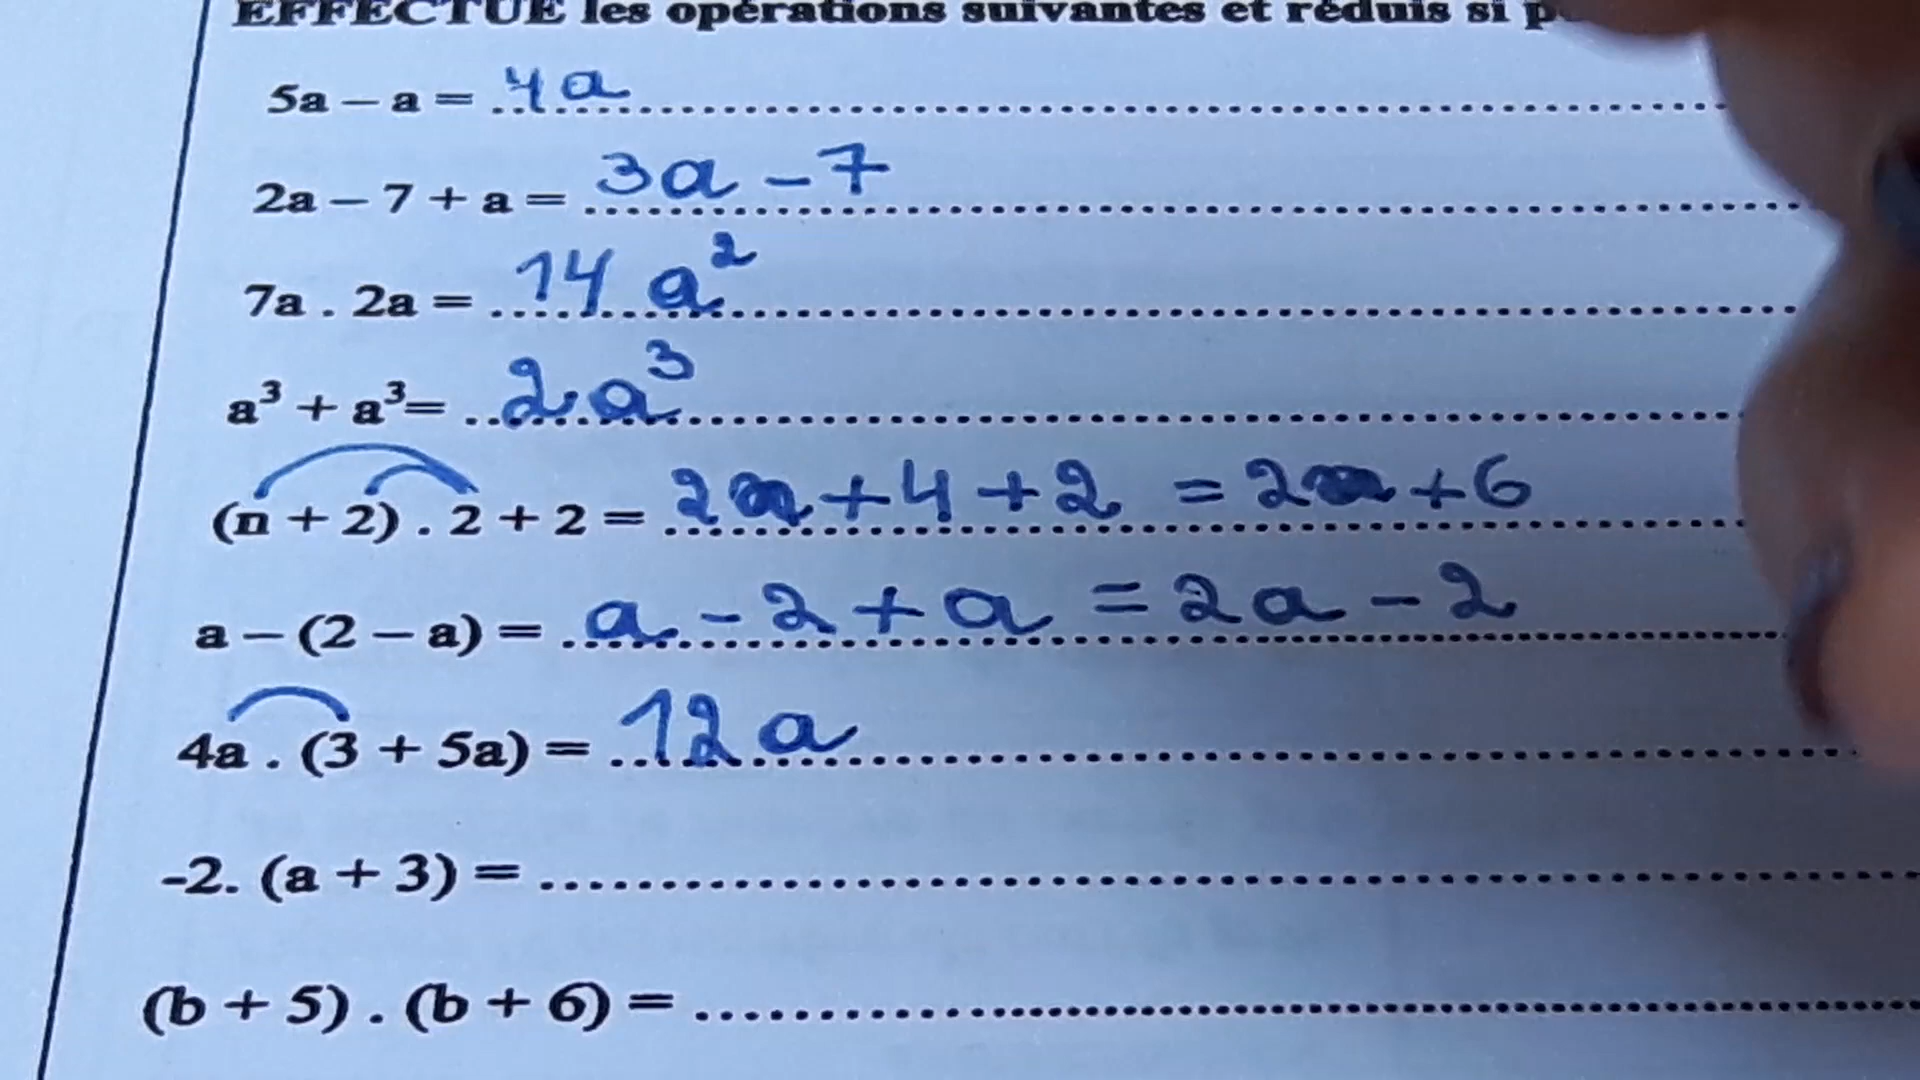 EFFECTUE les opérations suivantes et réduis si
5a – a = 4a
2a – 7 + a = 3a – 7
7a . 2a = 14 a²
a³ + a³= 2a³
(n + 2) . 2 + 2 = 2n + 4 + 2 = 2n + 6
a – (2 – a) = a – 2 + a = 2a – 2
4a . (3 + 5a) = 12a
-2. (a + 3) =
(b + 5) . (b + 6) =